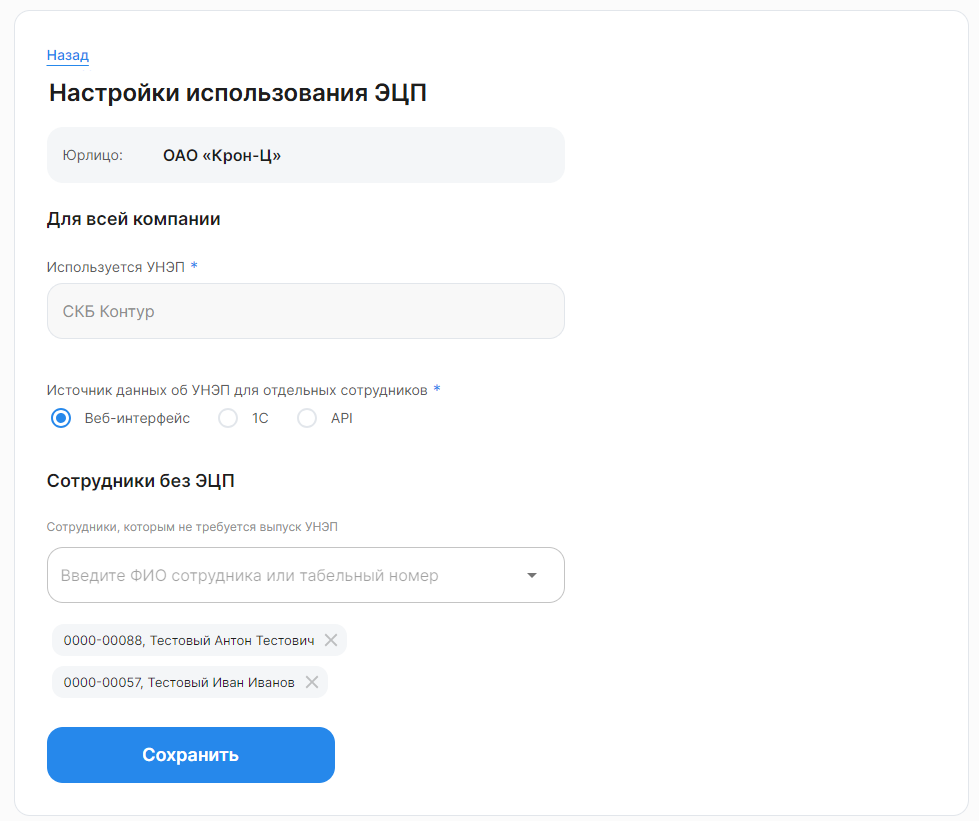 Назад
Настройки использования ЭЦП
Юрлицо: ОАО «Крон-Ц»
Для всей компании
Используется УНЭП *
СКБ Контур
Источник данных об УНЭП для отдельных сотрудников *
Веб-интерфейс 1С API
Сотрудники без ЭЦП
Сотрудники, которым не требуется выпуск УНЭП
Введите ФИО сотрудника или табельный номер
0000-00088, Тестовый Антон Тестович
0000-00057, Тестовый Иван Иванов
Сохранить